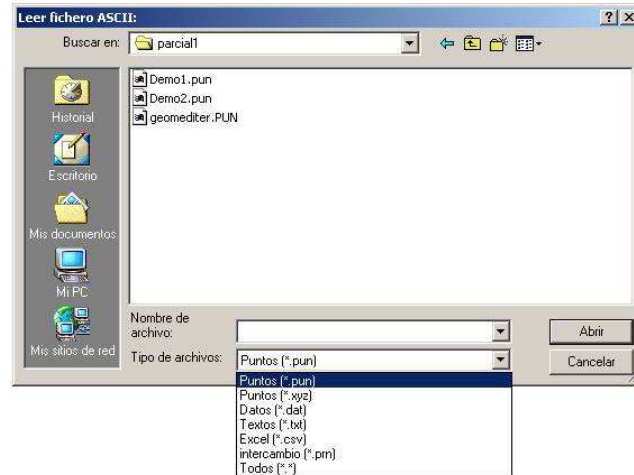 Leer fichero ASCII:
Buscar en: parcial1
Demo1.pun
Demo2.pun
geomediter.PUN
Historial
Escritorio
Mis documentos
Mi PC
Mis sitios de red
Nombre de archivo:
Abrir
Tipo de archivos: Puntos (*.pun)
Cancelar
Puntos (*.pun)
Puntos (*.xyz)
Datos (*.dat)
Textos (*.txt)
Excel (*.csv)
intercambio (*.prn)
Todos (*.*)